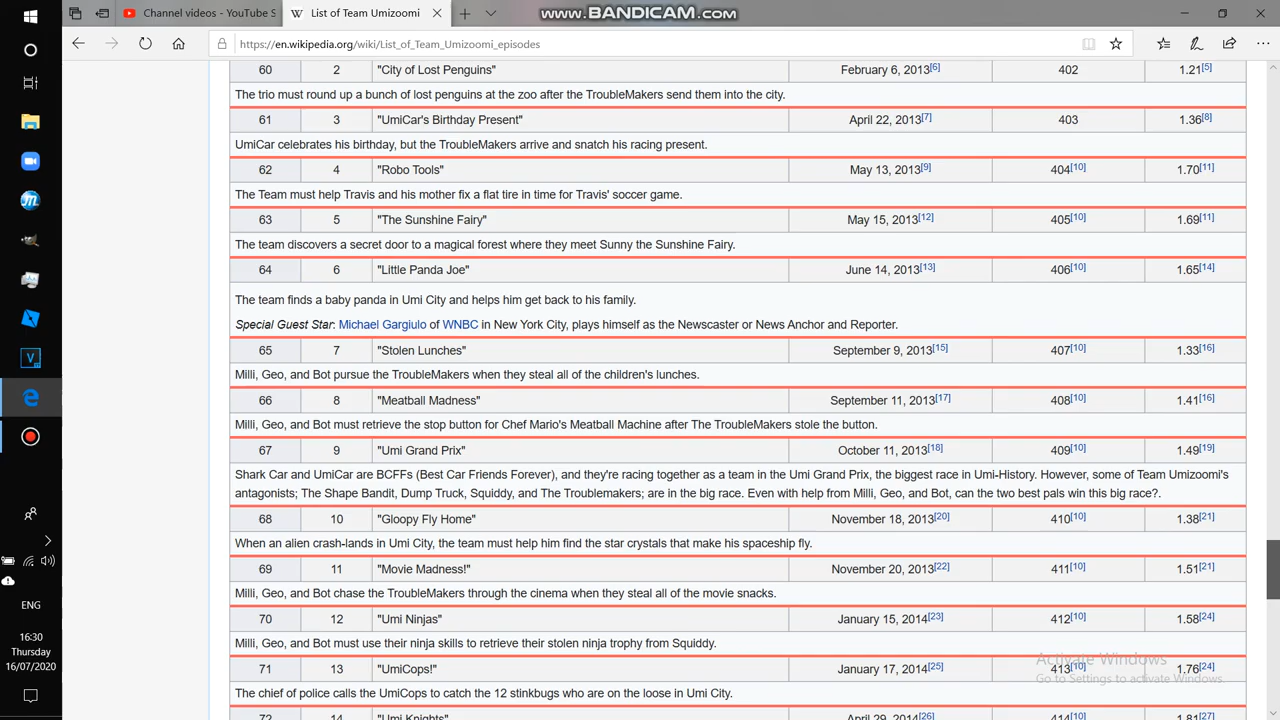 Channel videos - YouTube S
List of Team Umizoomi
www.BANDICAM.com
https://en.wikipedia.org/wiki/List_of_Team_Umizoomi_episodes
60 2 "City of Lost Penguins" February 6, 2013[6] 402 1.21[5]
The trio must round up a bunch of lost penguins at the zoo after the TroubleMakers send them into the city.
61 3 "UmiCar's Birthday Present" April 22, 2013[7] 403 1.36[8]
UmiCar celebrates his birthday, but the TroubleMakers arrive and snatch his racing present.
62 4 "Robo Tools" May 13, 2013[9] 404[10] 1.70[11]
The Team must help Travis and his mother fix a flat tire in time for Travis' soccer game.
63 5 "The Sunshine Fairy" May 15, 2013[12] 405[10] 1.69[11]
The team discovers a secret door to a magical forest where they meet Sunny the Sunshine Fairy.
64 6 "Little Panda Joe" June 14, 2013[13] 406[10] 1.65[14]
The team finds a baby panda in Umi City and helps him get back to his family.
Special Guest Star: Michael Gargiulo of WNBC in New York City, plays himself as the Newscaster or News Anchor and Reporter.
65 7 "Stolen Lunches" September 9, 2013[15] 407[10] 1.33[16]
Milli, Geo, and Bot pursue the TroubleMakers when they steal all of the children's lunches.
66 8 "Meatball Madness" September 11, 2013[17] 408[10] 1.41[16]
Milli, Geo, and Bot must retrieve the stop button for Chef Mario's Meatball Machine after The TroubleMakers stole the button.
67 9 "Umi Grand Prix" October 11, 2013[18] 409[10] 1.49[19]
Shark Car and UmiCar are BCFFs (Best Car Friends Forever), and they're racing together as a team in the Umi Grand Prix, the biggest race in Umi-History. However, some of Team Umizoomi's
antagonists; The Shape Bandit, Dump Truck, Squiddy, and The Troublemakers; are in the big race. Even with help from Milli, Geo, and Bot, can the two best pals win this big race?.
68 10 "Gloopy Fly Home" November 18, 2013[20] 410[10] 1.38[21]
When an alien crash-lands in Umi City, the team must help him find the star crystals that make his spaceship fly.
69 11 "Movie Madness!" November 20, 2013[22] 411[10] 1.51[21]
Milli, Geo, and Bot chase the TroubleMakers through the cinema when they steal all of the movie snacks.
70 12 "Umi Ninjas" January 15, 2014[23] 412[10] 1.58[24]
Milli, Geo, and Bot must use their ninja skills to retrieve their stolen ninja trophy from Squiddy.
71 13 "UmiCops!" January 17, 2014[25] 413[10] 1.76[24]
The chief of police calls the UmiCops to catch the 12 stinkbugs who are on the loose in Umi City.
72 14 "Umi Knights" April 29, 2014[26] 414[10] 1.81[27]
Activate Windows
Go to Settings to activate Windows.
ENG
16:30
Thursday
16/07/2020